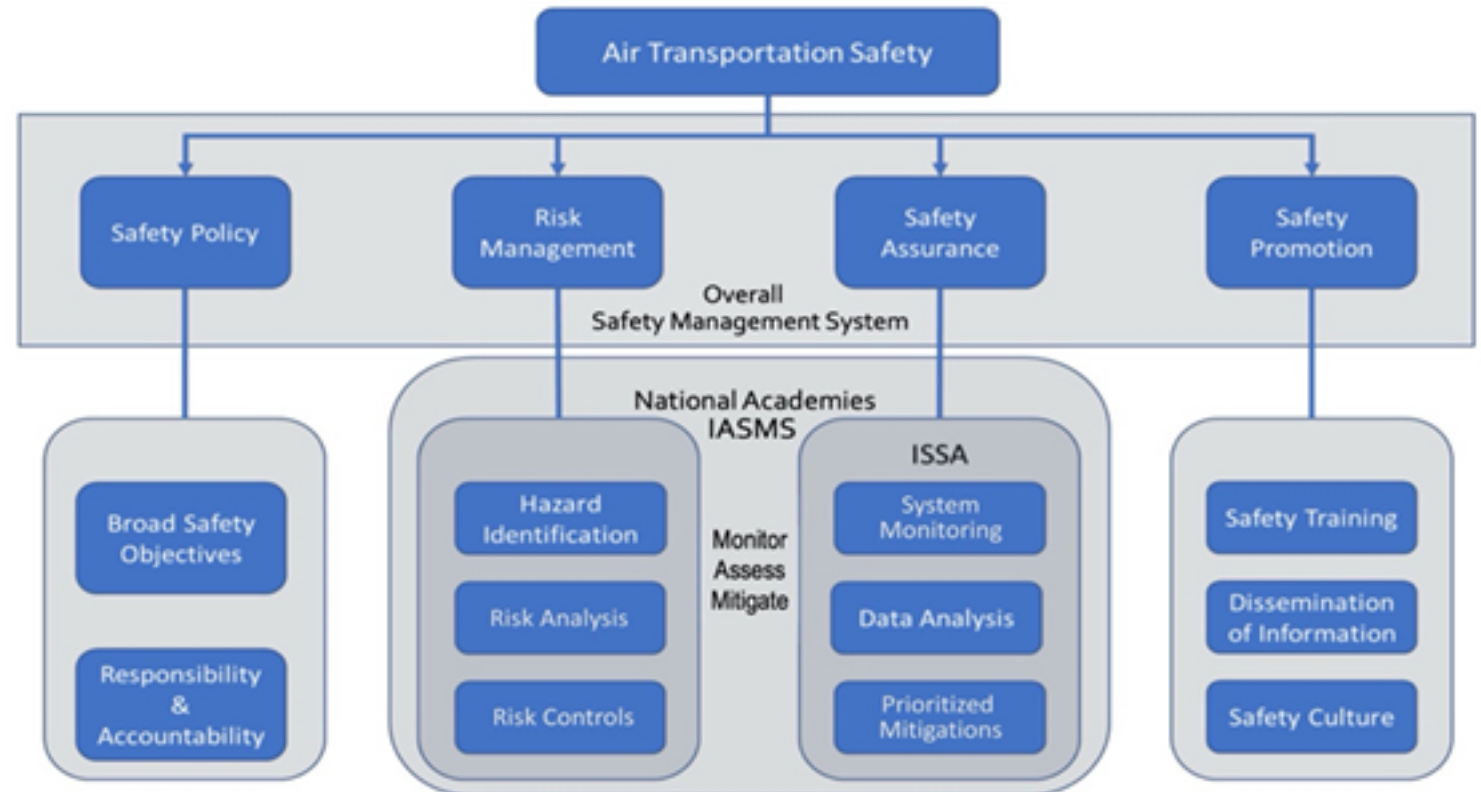 Air Transportation Safety
Safety Policy
Risk
Management
Safety
Assurance
Safety
Promotion
Overall
Safety Management System
National Academies
IASMS
Broad Safety
Objectives
Responsibility
&
Accountability
Hazard
Identification
Risk Analysis
Risk Controls
Monitor
Assess
Mitigate
ISSA
System
Monitoring
Data Analysis
Prioritized
Mitigations
Safety Training
Dissemination
of Information
Safety Culture